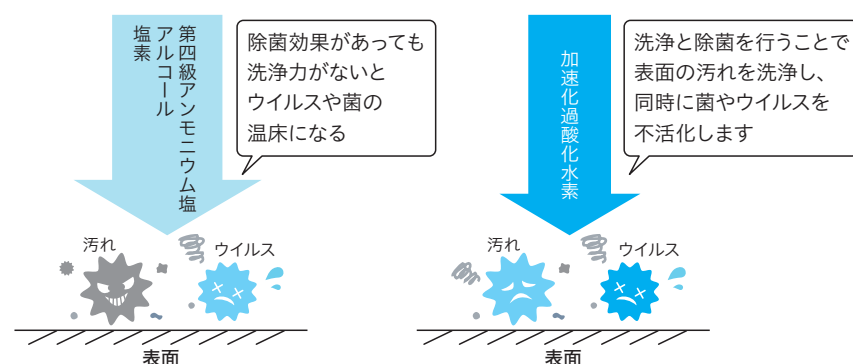 第四級アンモニウム塩
アルコール
塩素
除菌効果があっても
洗浄力がないと
ウイルスや菌の
温床になる
汚れ
ウイルス
表面
加速化過酸化水素
洗浄と除菌を行うことで
表面の汚れを洗浄し、
同時に菌やウイルスを
不活化します
汚れ
ウイルス
表面